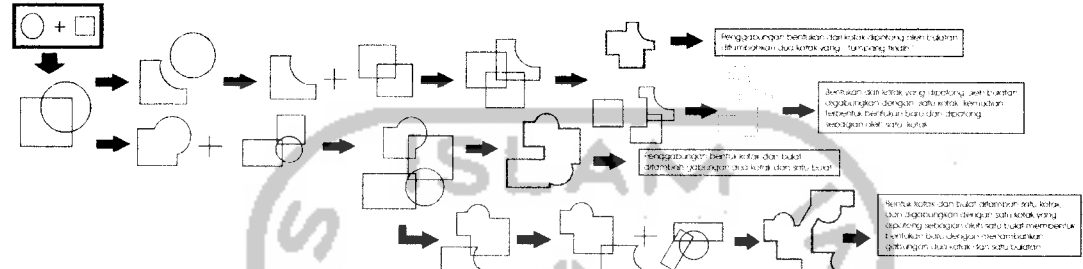 Penggabungan bentukan dari kotak dipotong oleh bulatan
ditambahkan dua kotak yang "tumpang tindih"
Bentukan dari kotak yang dipotong oleh bulatan
digabungkan dengan satu kotak kemudian
terbentuk bentukan baru dan dipotong
sebagian oleh satu kotak
Penggabungan bentuk kotak dan bulat
ditambah gabungan dua kotak dan satu bulat
Bentuk kotak dan bulat ditambah satu kotak,
dan digabungkan dengan satu kotak yang
dipotong sebagian oleh satu bulat membentuk
bentukan baru dengan menambahkan
gabungan dua kotak dan satu bulatan
ISLAM